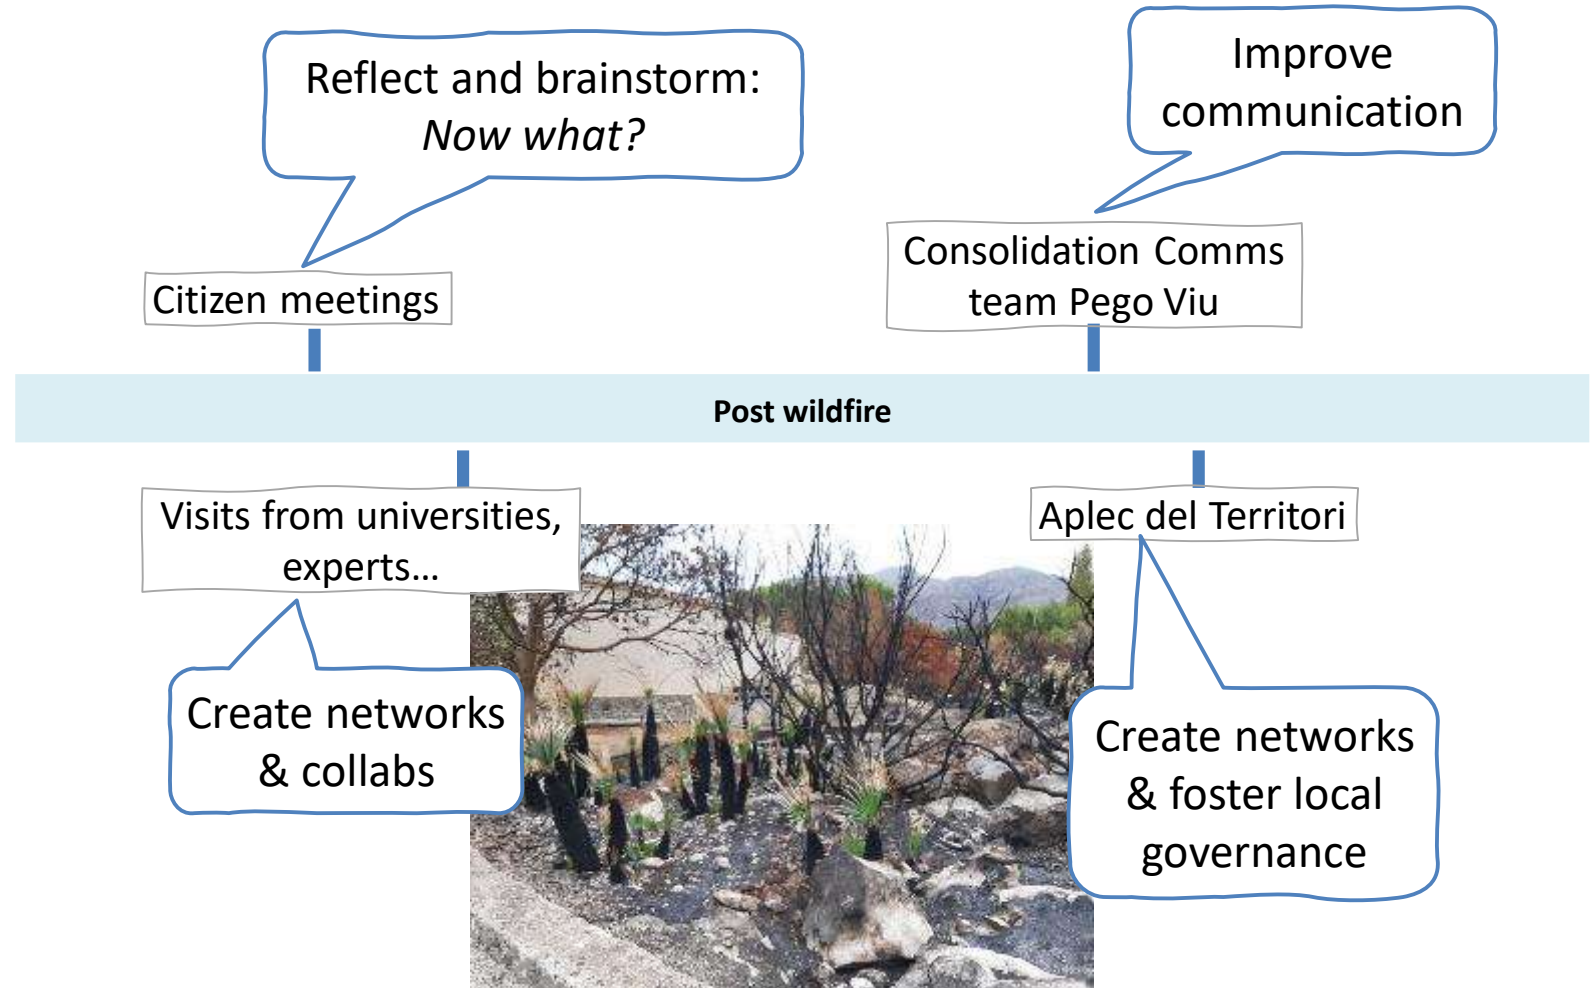 Reflect and brainstorm:
Now what?
Improve
communication
Citizen meetings
Consolidation Comms
team Pego Viu
Post wildfire
Visits from universities,
experts...
Aplec del Territori
Create networks
& collabs
Create networks
& foster local
governance